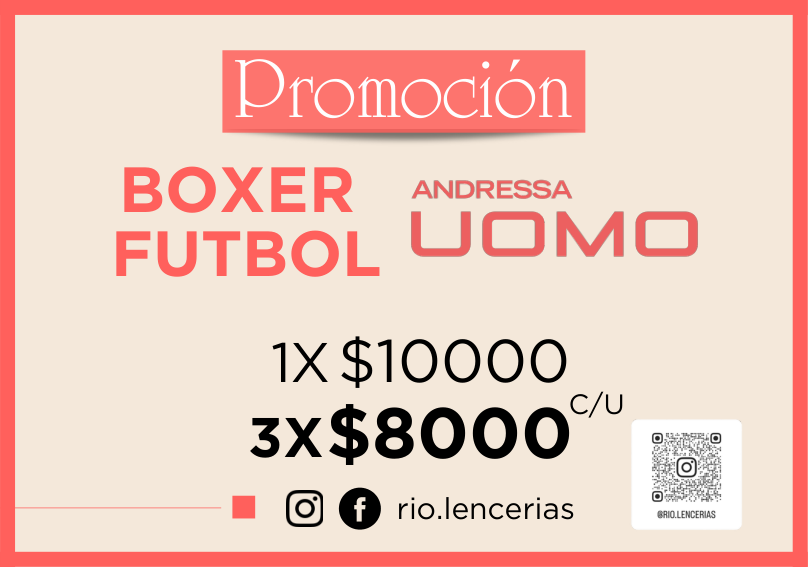 Promoción
BOXER
FUTBOL
ANDRESSA
UOMO
1X $10000
3X $8000 C/U
rio.lencerias
@RIO.LENCERIAS